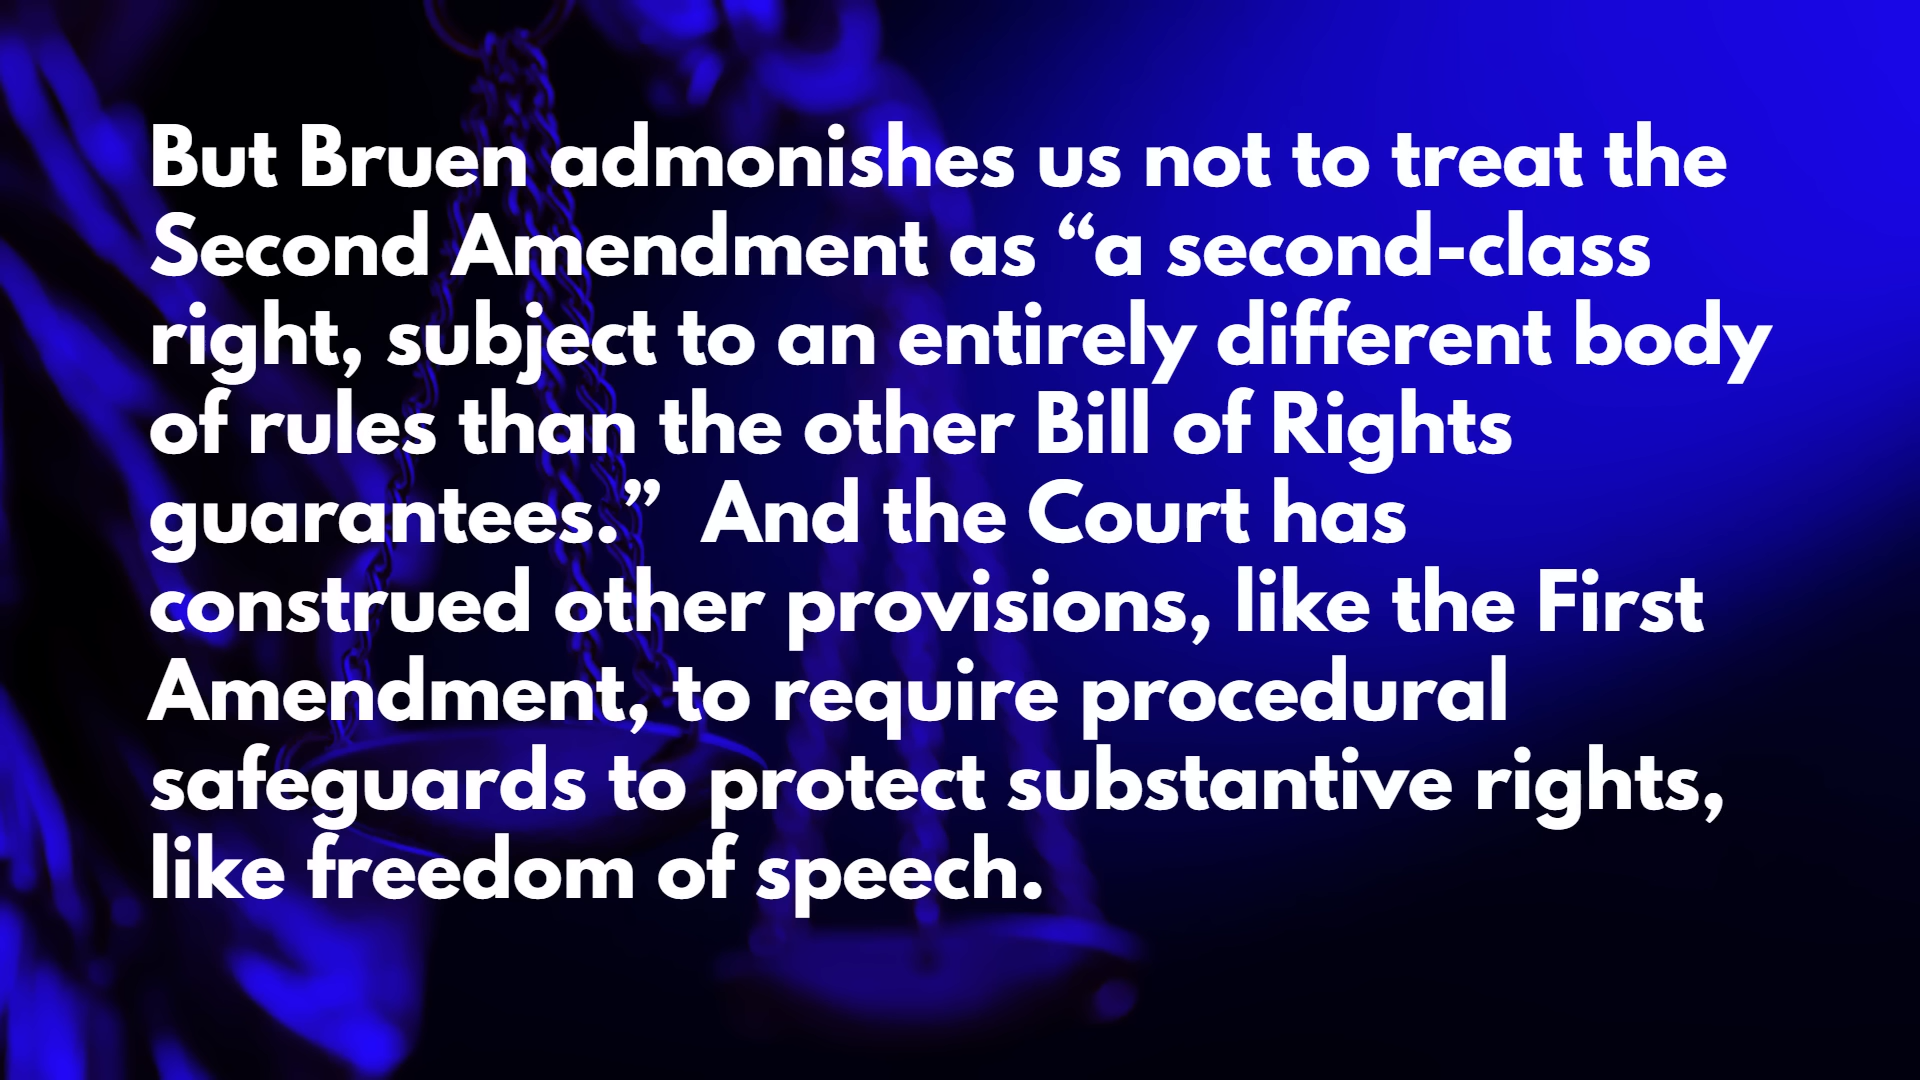 But Bruen admonishes us not to treat the
Second Amendment as “a second-class
right, subject to an entirely different body
of rules than the other Bill of Rights
guarantees.”  And the Court has
construed other provisions, like the First
Amendment, to require procedural
safeguards to protect substantive rights,
like freedom of speech.